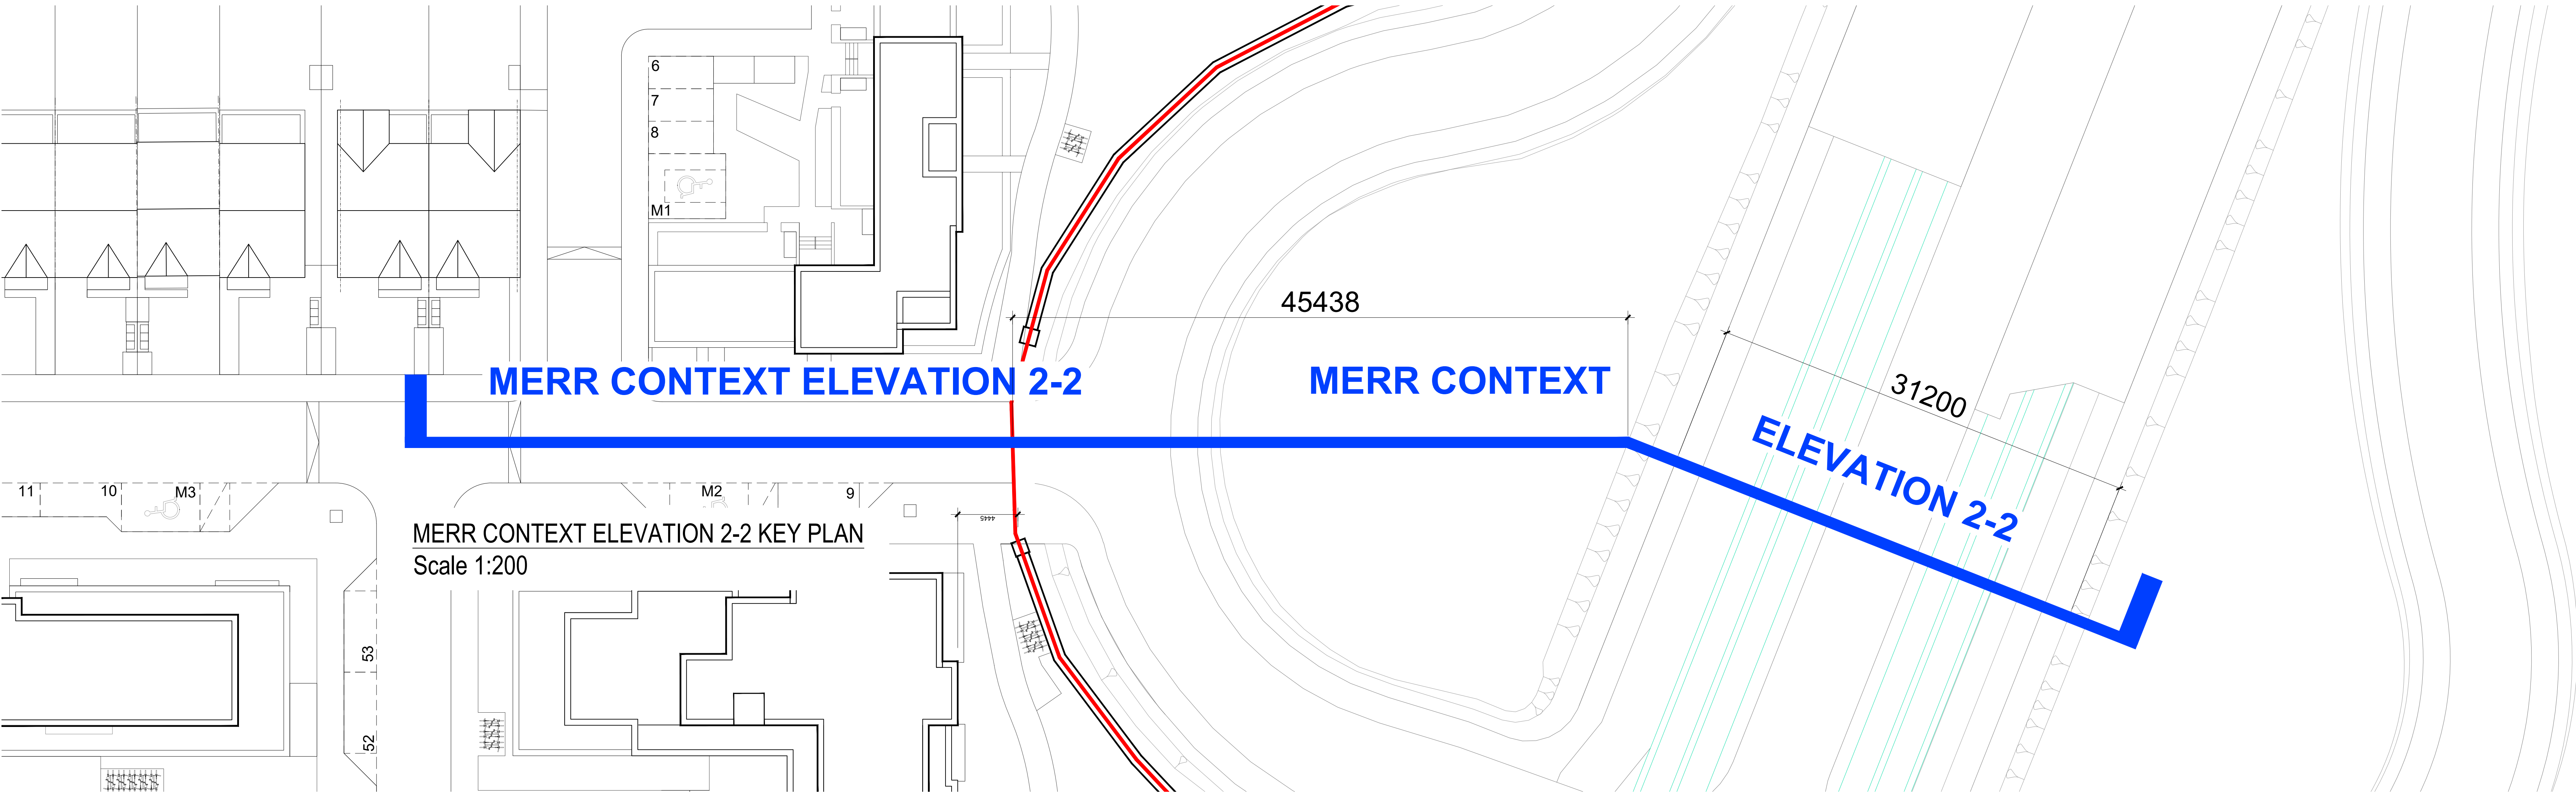 6
7
8
M1
45438
MERR CONTEXT ELEVATION 2-2
MERR CONTEXT
31200
ELEVATION 2-2
11
10
M3
M2
9
4445
MERR CONTEXT ELEVATION 2-2 KEY PLAN
Scale 1:200
53
52